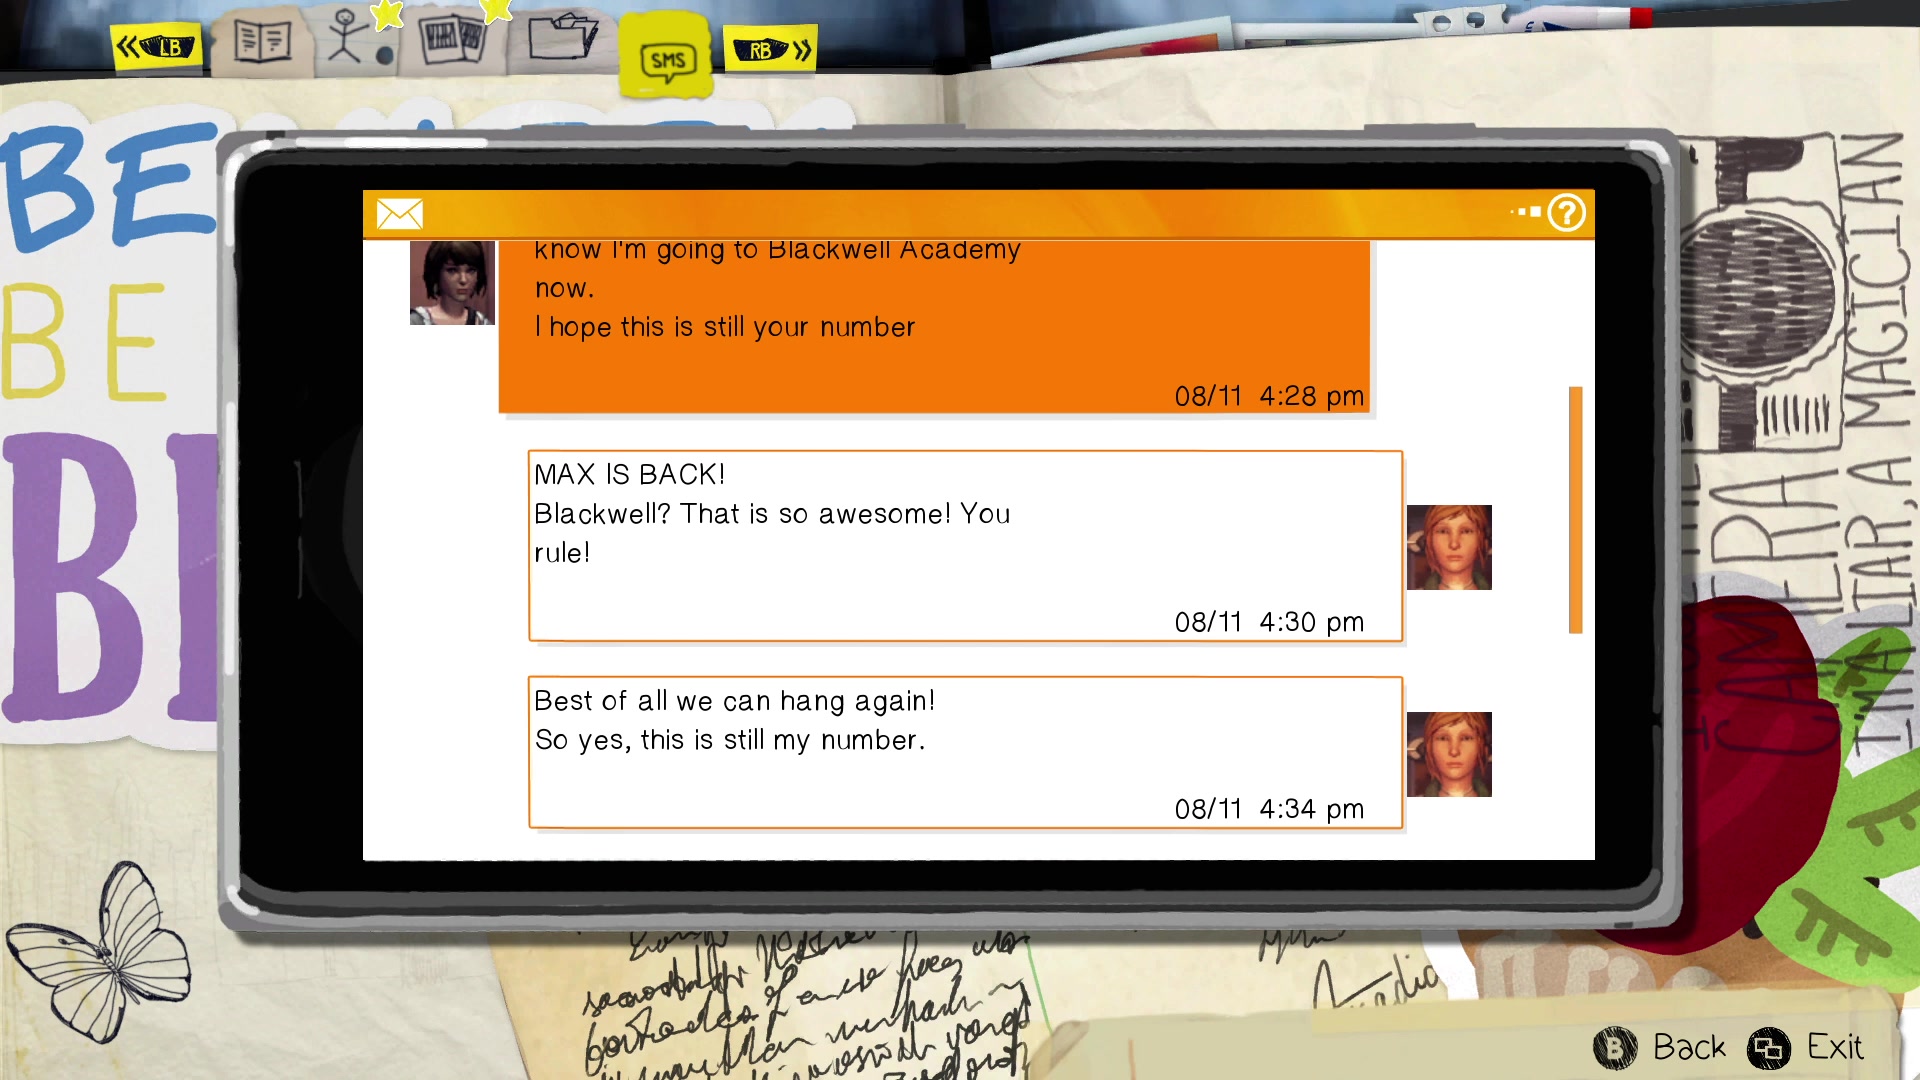 LB
SMS
RB
BE
BE
know I'm going to Blackwell Academy
now.
I hope this is still your number
08/11 4:28 pm
MAX IS BACK!
Blackwell? That is so awesome! You
rule!
08/11 4:30 pm
Best of all we can hang again!
So yes, this is still my number.
08/11 4:34 pm
CAMERA
I'M A LIAR, A MAGICIAN
B Back
Exit